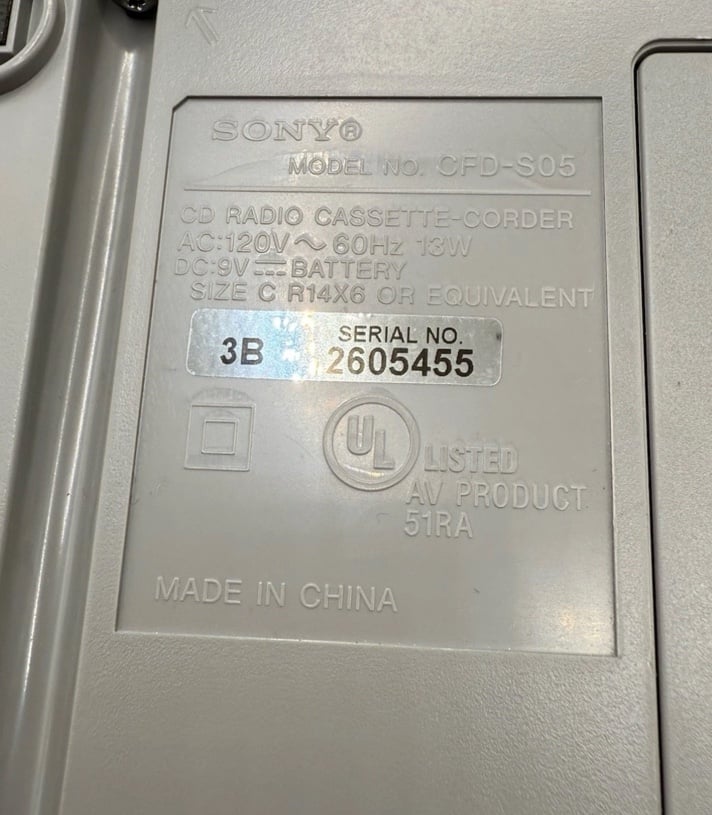 SONY®
MODEL NO. CFD-S05
CD RADIO CASSETTE-CORDER
AC:120V ~ 60Hz 13W
DC:9V ⎓ BATTERY
SIZE C R14X6 OR EQUIVALENT
3B SERIAL NO. 2605455
UL LISTED
AV PRODUCT
51RA
MADE IN CHINA